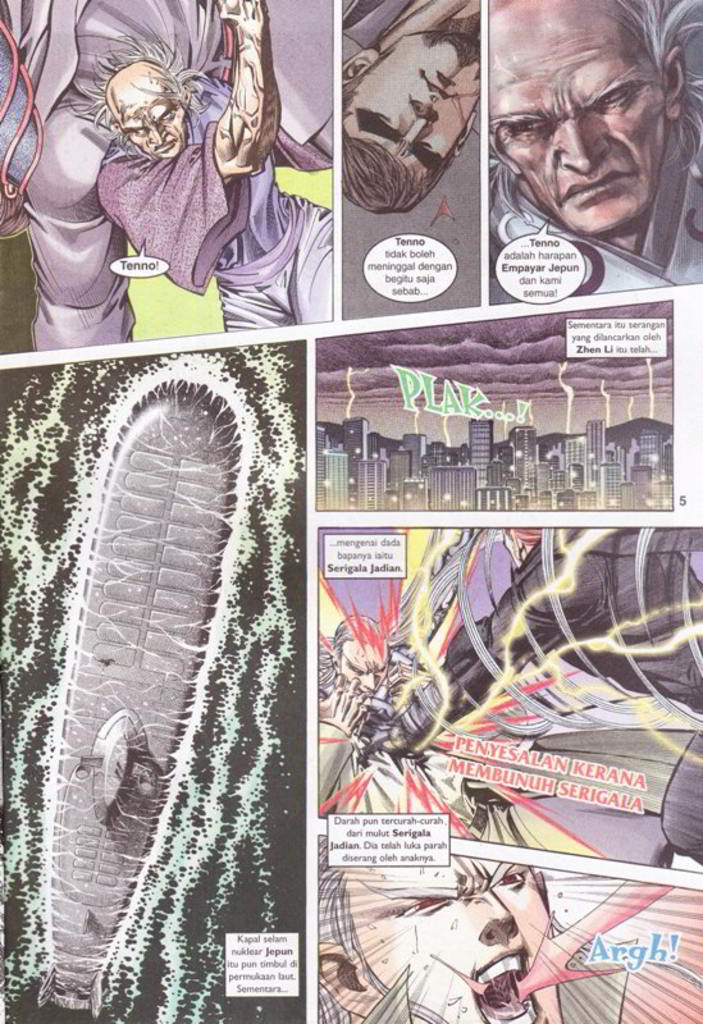 Tenno!
Tenno
tidak boleh
meninggal dengan
begitu saja
sebab...
...Tenno
adalah harapan
Empayar Jepun
dan kami
semua!
Kapal selam
nuklear Jepun
itu pun timbul di
permukaan laut.
Sementara...
Sementara itu serangan
yang dilancarkan oleh
Zhen Li itu telah...
PLAK...!
5
...mengenai dada
bapanya iaitu
Serigala Jadian.
PENYESALAN KERANA
MEMBUNUH SERIGALA
Darah pun tercurah-curah
dari mulut Serigala
Jadian. Dia telah luka parah
diserang oleh anaknya.
Argh!